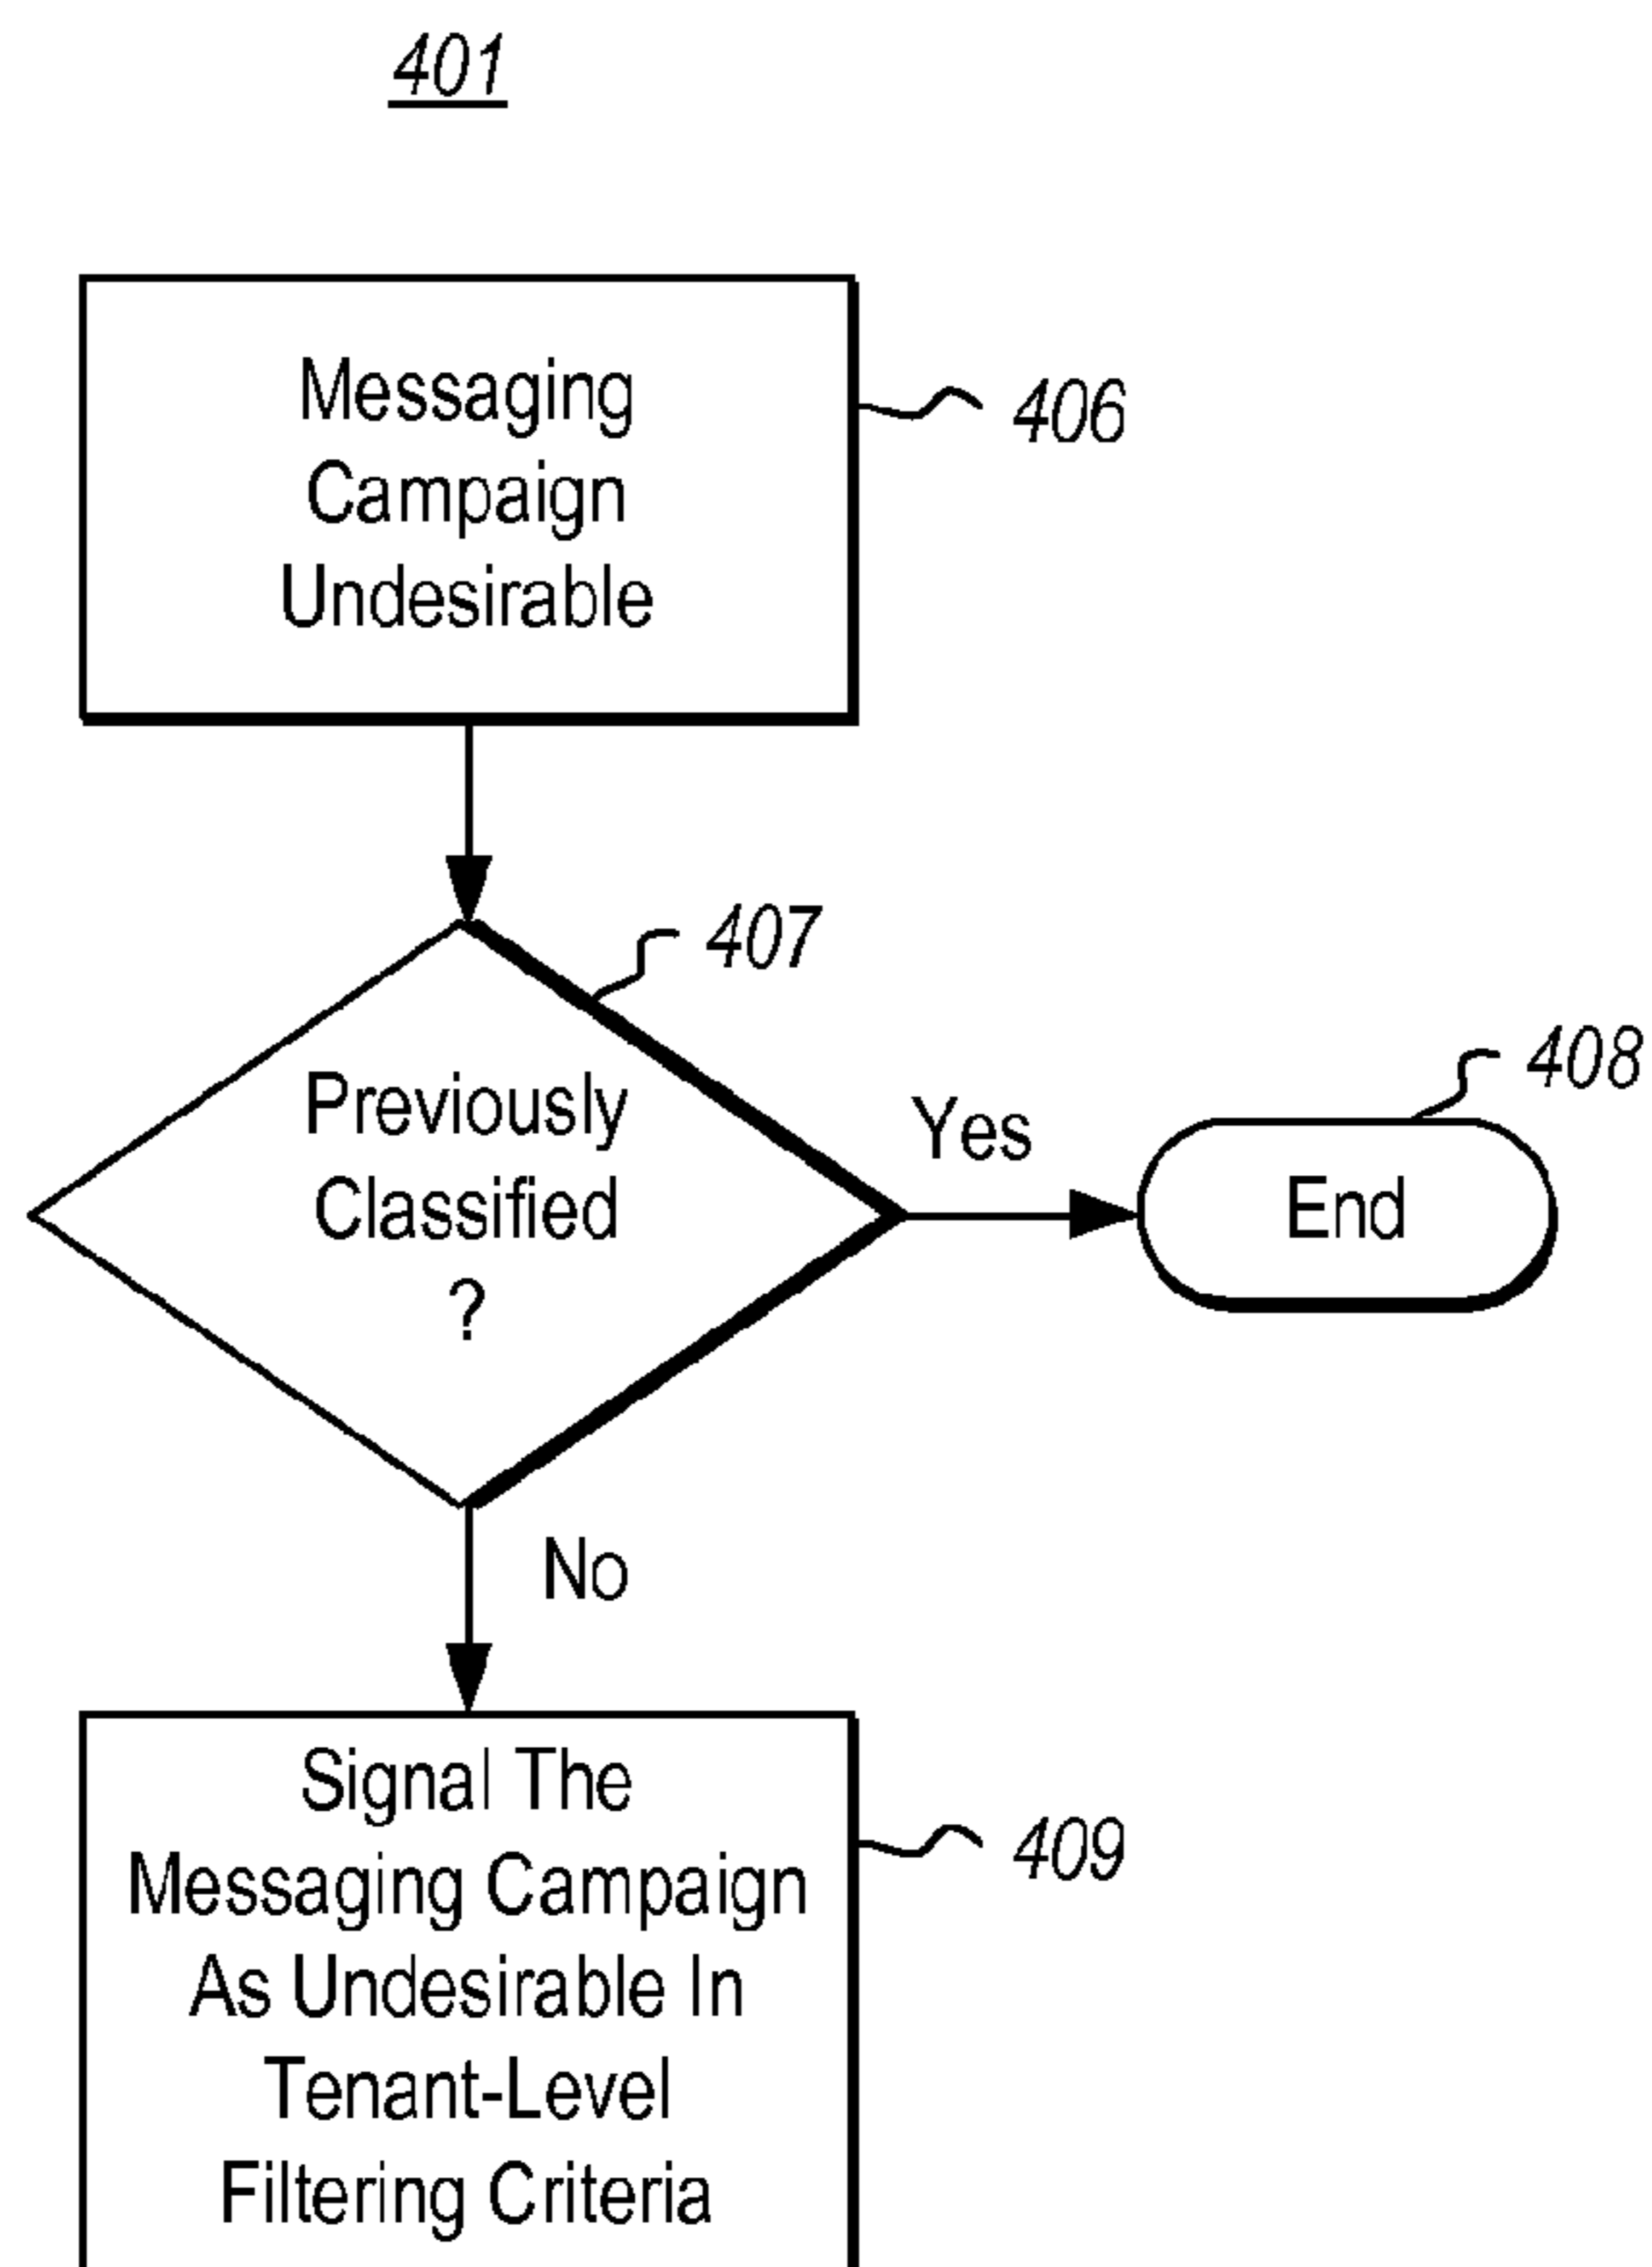 401
Messaging
Campaign
Undesirable
406
407
Previously
Classified
?
Yes
408
End
No
Signal The
Messaging Campaign
As Undesirable In
Tenant-Level
Filtering Criteria
409